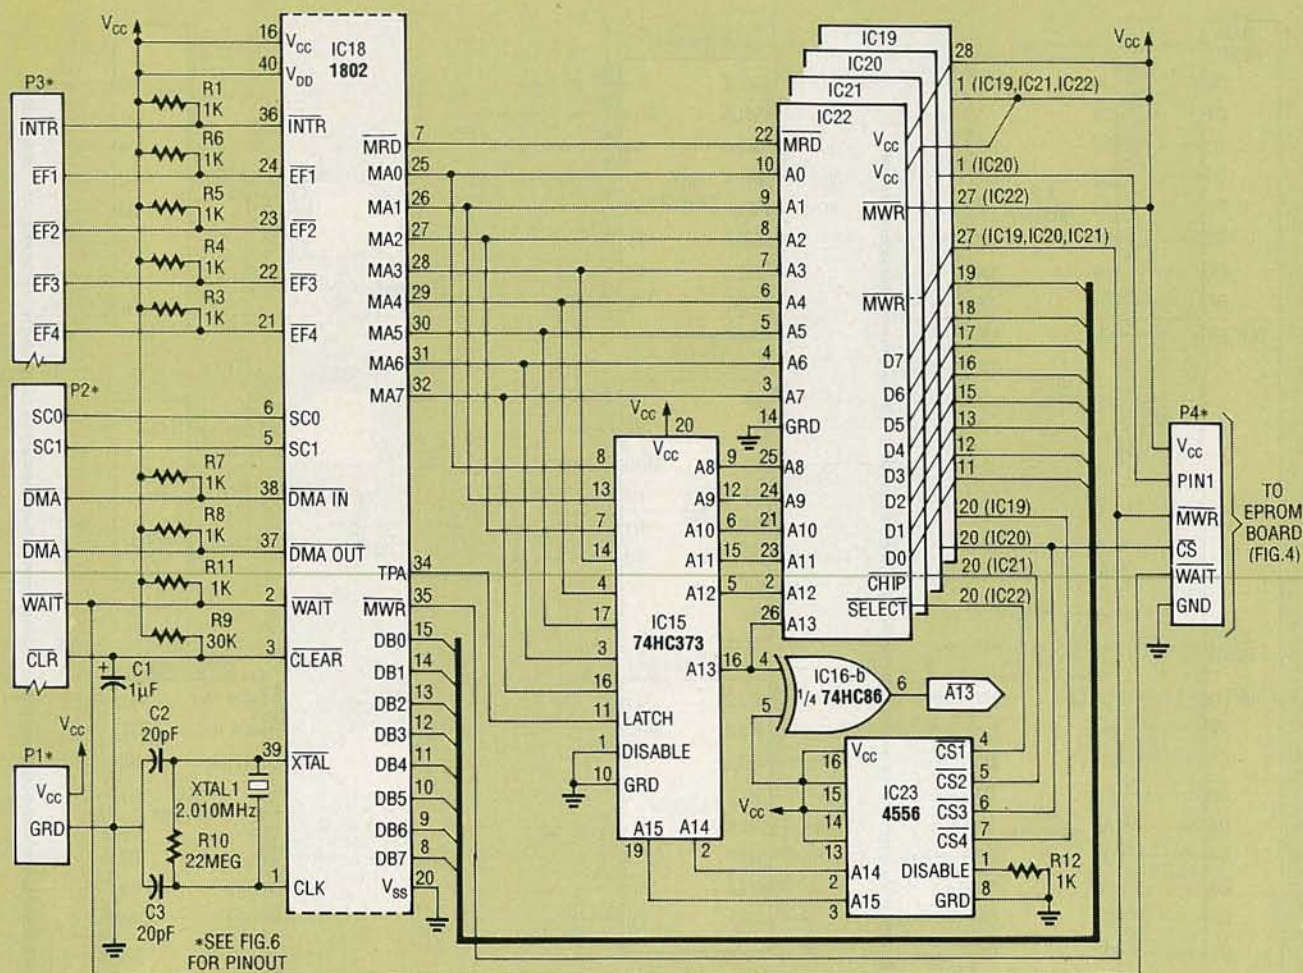 VCC
16
VCC
IC18
1802
40
VDD
P3*
R1
1K
INTR
36
INTR
R6
1K
EF1
24
EF1
R5
1K
EF2
23
EF2
R4
1K
EF3
22
EF3
R3
1K
EF4
21
EF4
P2*
SC0
6
SC0
SC1
5
SC1
R7
1K
DMA
38
DMA IN
R8
1K
DMA
37
DMA OUT
R11
1K
WAIT
2
WAIT
R9
30K
CLR
3
CLEAR
+
C1
1µF
VCC
C2
20pF
P1*
VCC
GRD
39
XTAL
XTAL1
2.010MHz
R10
22MEG
1
CLK
C3
20pF
*SEE FIG.6
FOR PINOUT
MRD
7
MA0
25
MA1
26
MA2
27
MA3
28
MA4
29
MA5
30
MA6
31
MA7
32
TPA
34
MWR
35
DB0
15
DB1
14
DB2
13
DB3
12
DB4
11
DB5
10
DB6
9
DB7
8
VSS
20
VCC
20
VCC
8
A8
9
13
A9
12
7
A10
6
14
A11
15
4
A12
5
17
IC15
74HC373
3
A13
16
16
11
LATCH
1
DISABLE
10
GRD
A15
A14
19
2
IC19
IC20
IC21
IC22
22
MRD
10
A0
9
A1
8
A2
7
A3
6
A4
5
A5
4
A6
3
A7
14
GRD
25
A8
24
A9
21
A10
23
A11
2
A12
26
A13
VCC
VCC
MWR
MWR
D7
D6
D5
D4
D3
D2
D1
D0
CHIP
SELECT
28
1 (IC19,IC21,IC22)
1 (IC20)
27 (IC22)
27 (IC19,IC20,IC21)
19
18
17
16
15
13
12
11
20 (IC19)
20 (IC20)
20 (IC21)
20 (IC22)
VCC
4
5
IC16-b
1/4 74HC86
6
A13
VCC
16
15
VCC
14
13
IC23
4556
CS1
4
CS2
5
CS3
6
CS4
7
DISABLE
1
R12
1K
A14
2
A15
3
GRD
8
P4*
VCC
PIN1
MWR
CS
WAIT
GND
TO
EPROM
BOARD
(FIG.4)